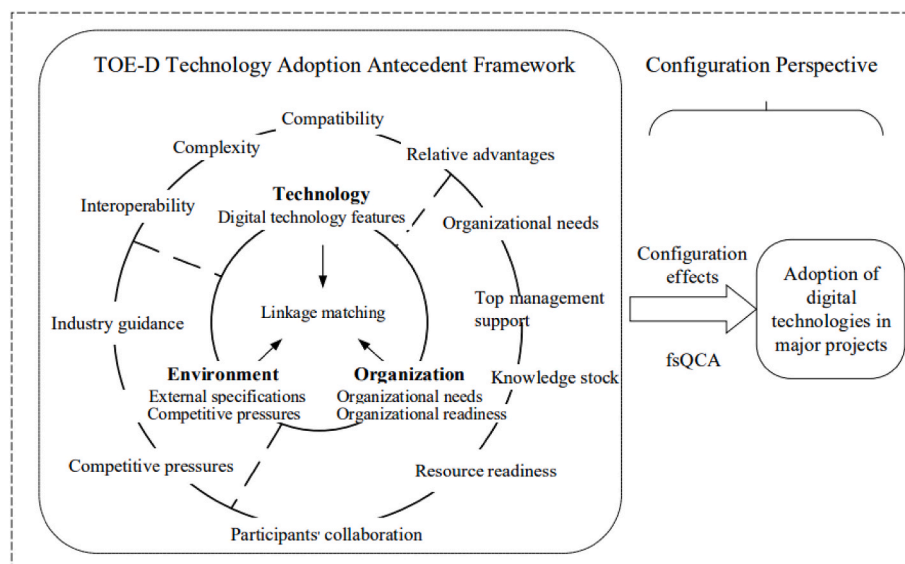 TOE-D Technology Adoption Antecedent Framework
Configuration Perspective
Compatibility
Complexity
Relative advantages
Interoperability
Technology
Digital technology features
Organizational needs
Linkage matching
Industry guidance
Top management
support
Environment
External specifications
Competitive pressures
Organization
Organizational needs
Organizational readiness
Knowledge stock
Competitive pressures
Resource readiness
Participants' collaboration
Configuration
effects
fsQCA
Adoption of
digital
technologies in
major projects